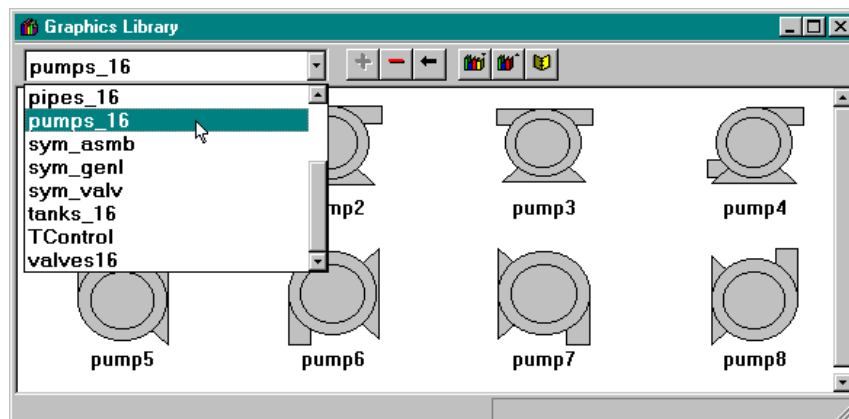 Graphics Library
pumps_16
pipes_16
pumps_16
sym_asmb
sym_genl
sym_valv
tanks_16
TControl
valves16
mp2
pump3
pump4
pump5
pump6
pump7
pump8